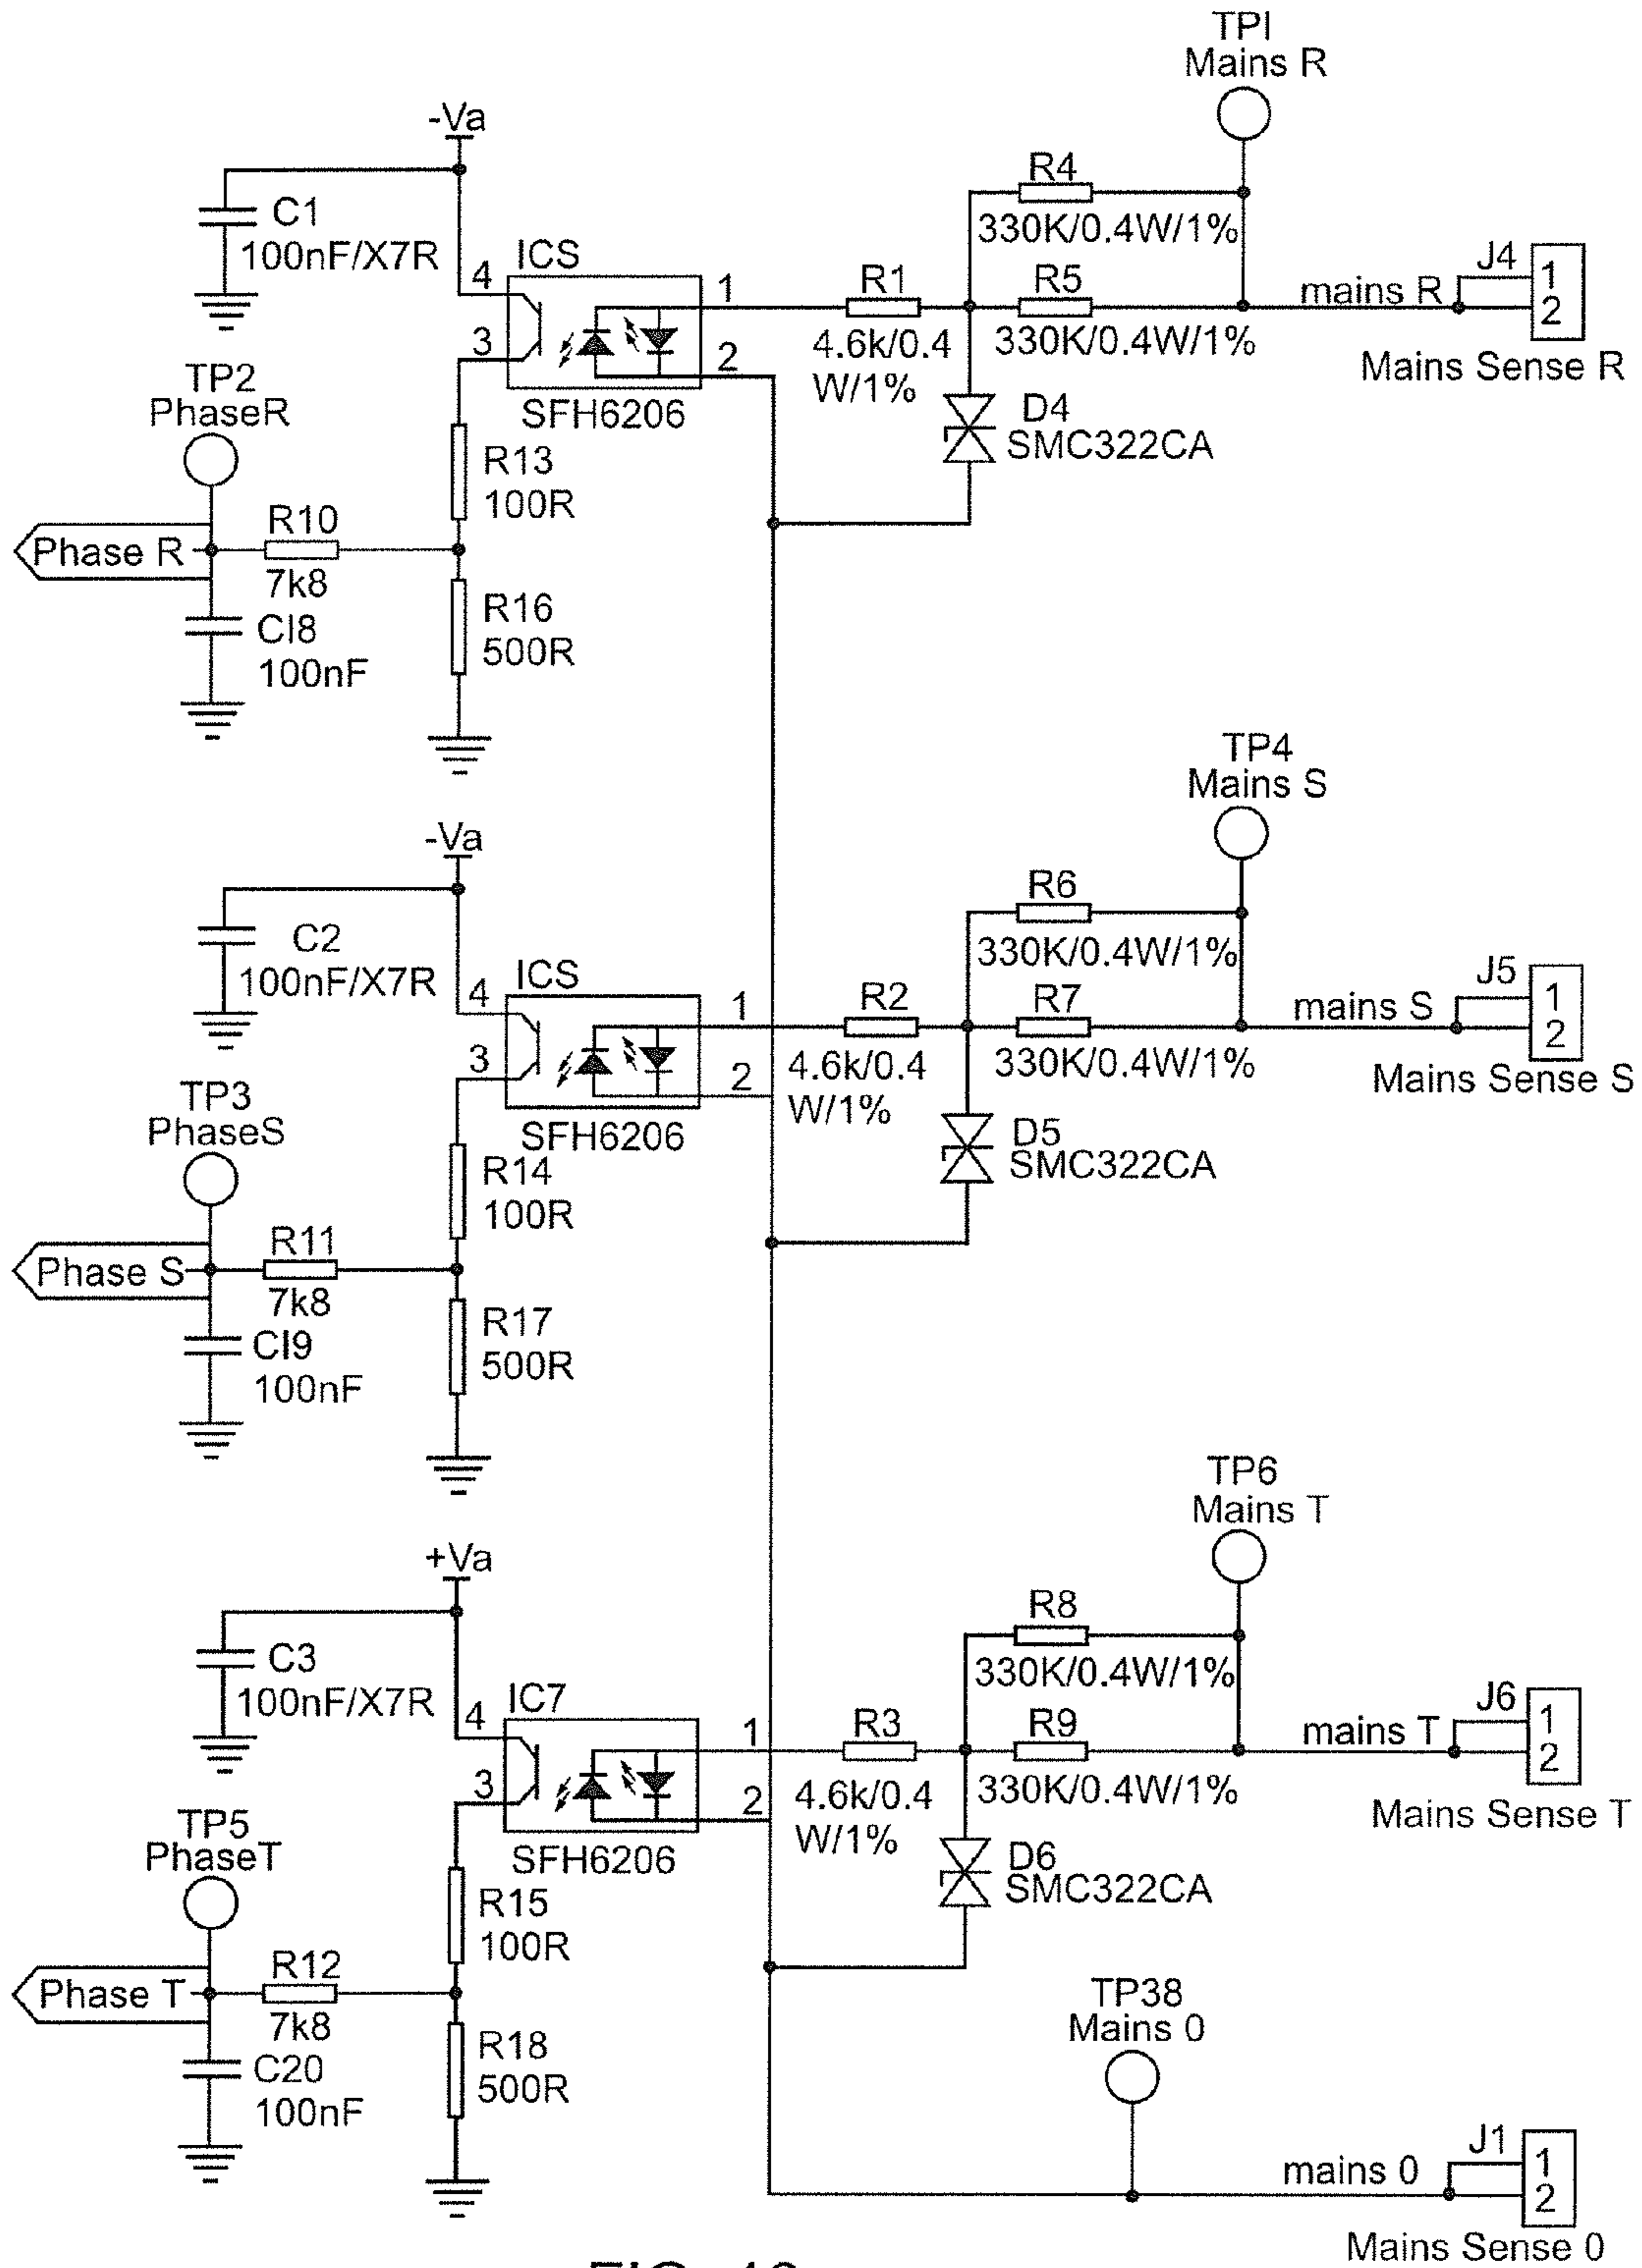 TPI
Mains R
-Va
R4
330K/0.4W/1%
C1
100nF/X7R
ICS
4
3
1
2
R1
4.6k/0.4
W/1%
R5
330K/0.4W/1%
mains R
J4
1
2
Mains Sense R
TP2
PhaseR
SFH6206
D4
SMC322CA
R13
100R
Phase R
R10
7k8
CI8
100nF
R16
500R
TP4
Mains S
-Va
R6
330K/0.4W/1%
C2
100nF/X7R
ICS
4
3
1
2
R2
4.6k/0.4
W/1%
R7
330K/0.4W/1%
mains S
J5
1
2
Mains Sense S
TP3
PhaseS
SFH6206
D5
SMC322CA
R14
100R
Phase S
R11
7k8
CI9
100nF
R17
500R
TP6
Mains T
+Va
R8
330K/0.4W/1%
C3
100nF/X7R
IC7
4
3
1
2
R3
4.6k/0.4
W/1%
R9
330K/0.4W/1%
mains T
J6
1
2
Mains Sense T
TP5
PhaseT
SFH6206
D6
SMC322CA
R15
100R
Phase T
R12
7k8
C20
100nF
R18
500R
TP38
Mains 0
mains 0
J1
1
2
Mains Sense 0